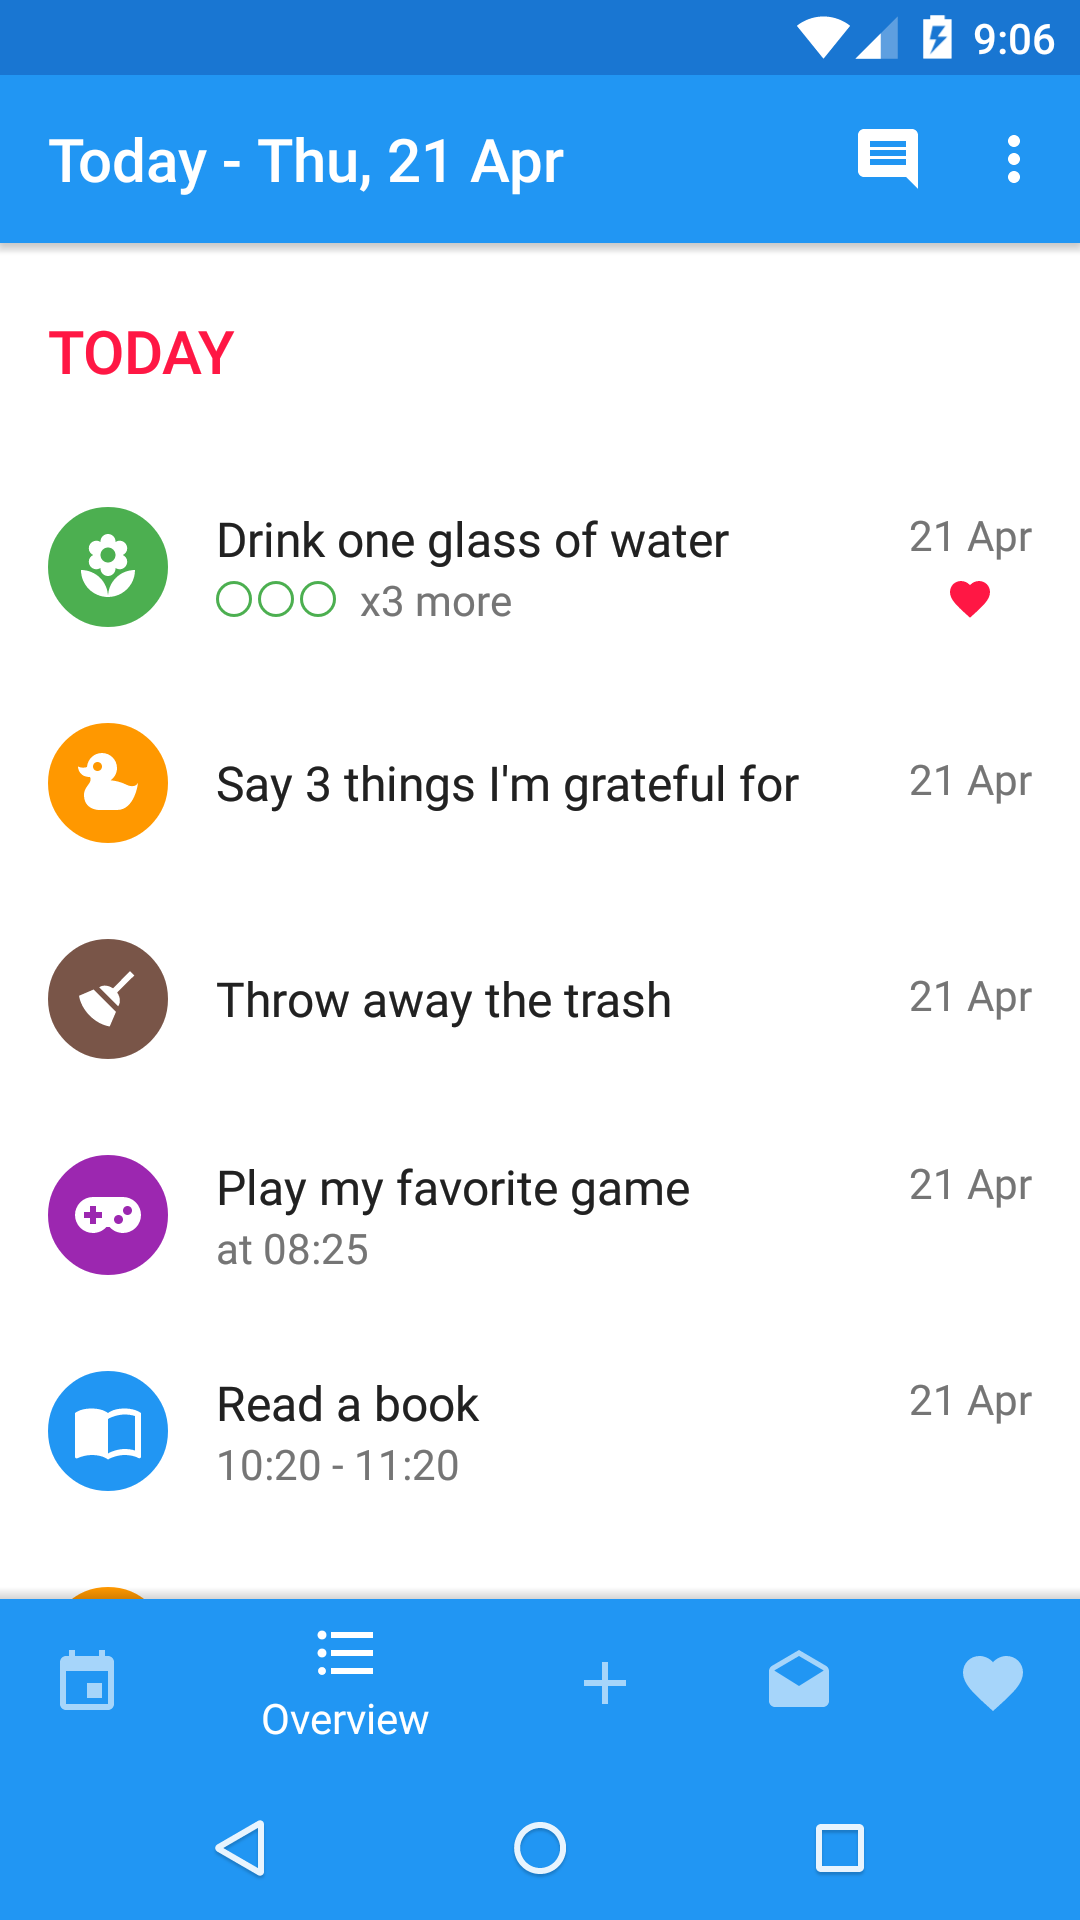 9:06
Today - Thu, 21 Apr
TODAY
Drink one glass of water
21 Apr
x3 more
Say 3 things I'm grateful for
21 Apr
Throw away the trash
21 Apr
Play my favorite game
21 Apr
at 08:25
Read a book
21 Apr
10:20 - 11:20
Overview